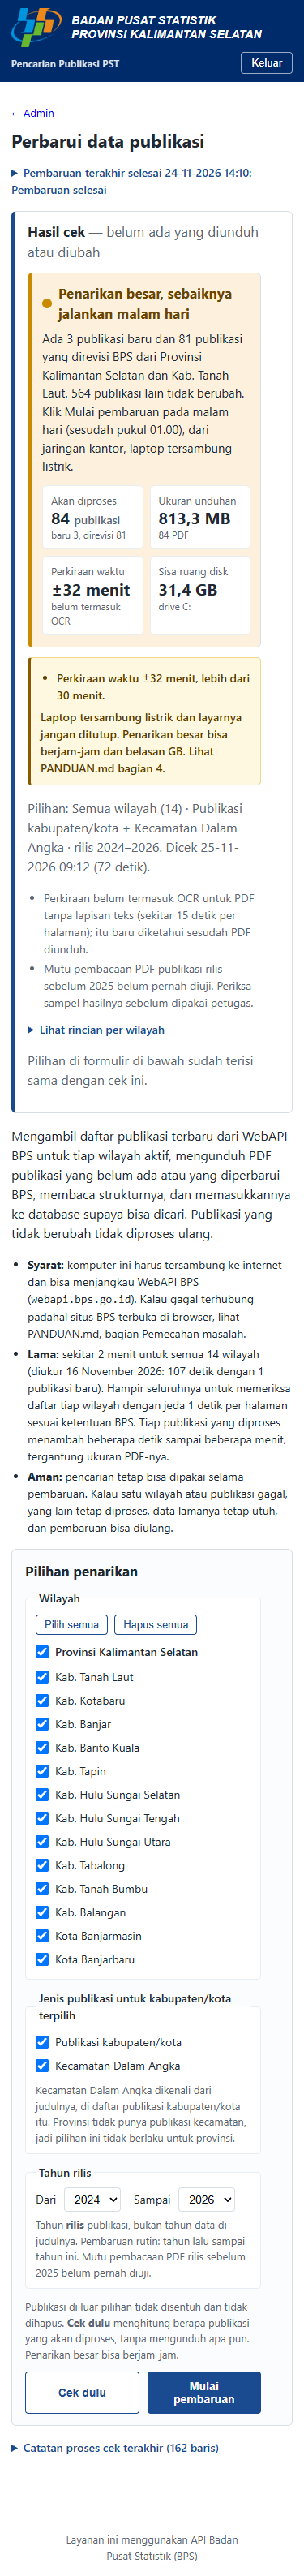 BADAN PUSAT STATISTIK
PROVINSI KALIMANTAN SELATAN
Pencarian Publikasi PST
Keluar
← Admin
Perbarui data publikasi
▶ Pembaruan terakhir selesai 24-11-2026 14:10:
Pembaruan selesai
Hasil cek — belum ada yang diunduh
atau diubah
Penarikan besar, sebaiknya
jalankan malam hari
Ada 3 publikasi baru dan 81 publikasi
yang direvisi BPS dari Provinsi
Kalimantan Selatan dan Kab. Tanah
Laut. 564 publikasi lain tidak berubah.
Klik Mulai pembaruan pada malam
hari (sesudah pukul 01.00), dari
jaringan kantor, laptop tersambung
listrik.
Akan diproses
84 publikasi
baru 3, direvisi 81
Ukuran unduhan
813,3 MB
84 PDF
Perkiraan waktu
±32 menit
belum termasuk
OCR
Sisa ruang disk
31,4 GB
drive C:
• Perkiraan waktu ±32 menit, lebih dari
30 menit.
Laptop tersambung listrik dan layarnya
jangan ditutup. Penarikan besar bisa
berjam-jam dan belasan GB. Lihat
PANDUAN.md bagian 4.
Pilihan: Semua wilayah (14) · Publikasi
kabupaten/kota + Kecamatan Dalam
Angka · rilis 2024–2026. Dicek 25-11-
2026 09:12 (72 detik).
• Perkiraan belum termasuk OCR untuk PDF
tanpa lapisan teks (sekitar 15 detik per
halaman); itu baru diketahui sesudah PDF
diunduh.
• Mutu pembacaan PDF publikasi rilis
sebelum 2025 belum pernah diuji. Periksa
sampel hasilnya sebelum dipakai petugas.
▶ Lihat rincian per wilayah
Pilihan di formulir di bawah sudah terisi
sama dengan cek ini.
Mengambil daftar publikasi terbaru dari WebAPI
BPS untuk tiap wilayah aktif, mengunduh PDF
publikasi yang belum ada atau yang diperbarui
BPS, membaca strukturnya, dan memasukkannya
ke database supaya bisa dicari. Publikasi yang
tidak berubah tidak diproses ulang.
• Syarat: komputer ini harus tersambung ke internet
dan bisa menjangkau WebAPI BPS
(webapi.bps.go.id). Kalau gagal terhubung
padahal situs BPS terbuka di browser, lihat
PANDUAN.md, bagian Pemecahan masalah.
• Lama: sekitar 2 menit untuk semua 14 wilayah
(diukur 16 November 2026: 107 detik dengan 1
publikasi baru). Hampir seluruhnya untuk memeriksa
daftar tiap wilayah dengan jeda 1 detik per halaman
sesuai ketentuan BPS. Tiap publikasi yang diproses
menambah beberapa detik sampai beberapa menit,
tergantung ukuran PDF-nya.
• Aman: pencarian tetap bisa dipakai selama
pembaruan. Kalau satu wilayah atau publikasi gagal,
yang lain tetap diproses, data lamanya tetap utuh,
dan pembaruan bisa diulang.
Pilihan penarikan
Wilayah
Pilih semua
Hapus semua
Provinsi Kalimantan Selatan
Kab. Tanah Laut
Kab. Kotabaru
Kab. Banjar
Kab. Barito Kuala
Kab. Tapin
Kab. Hulu Sungai Selatan
Kab. Hulu Sungai Tengah
Kab. Hulu Sungai Utara
Kab. Tabalong
Kab. Tanah Bumbu
Kab. Balangan
Kota Banjarmasin
Kota Banjarbaru
Jenis publikasi untuk kabupaten/kota
terpilih
Publikasi kabupaten/kota
Kecamatan Dalam Angka
Kecamatan Dalam Angka dikenali dari
judulnya, di daftar publikasi kabupaten/kota
itu. Provinsi tidak punya publikasi kecamatan,
jadi pilihan ini tidak berlaku untuk provinsi.
Tahun rilis
Dari 2024 Sampai 2026
Tahun rilis publikasi, bukan tahun data di
judulnya. Pembaruan rutin: tahun lalu sampai
tahun ini. Mutu pembacaan PDF rilis sebelum
2025 belum pernah diuji.
Publikasi di luar pilihan tidak disentuh dan tidak
dihapus. Cek dulu menghitung berapa publikasi
yang akan diproses, tanpa mengunduh apa pun.
Penarikan besar bisa berjam-jam.
Cek dulu
Mulai
pembaruan
▶ Catatan proses cek terakhir (162 baris)
Layanan ini menggunakan API Badan
Pusat Statistik (BPS)